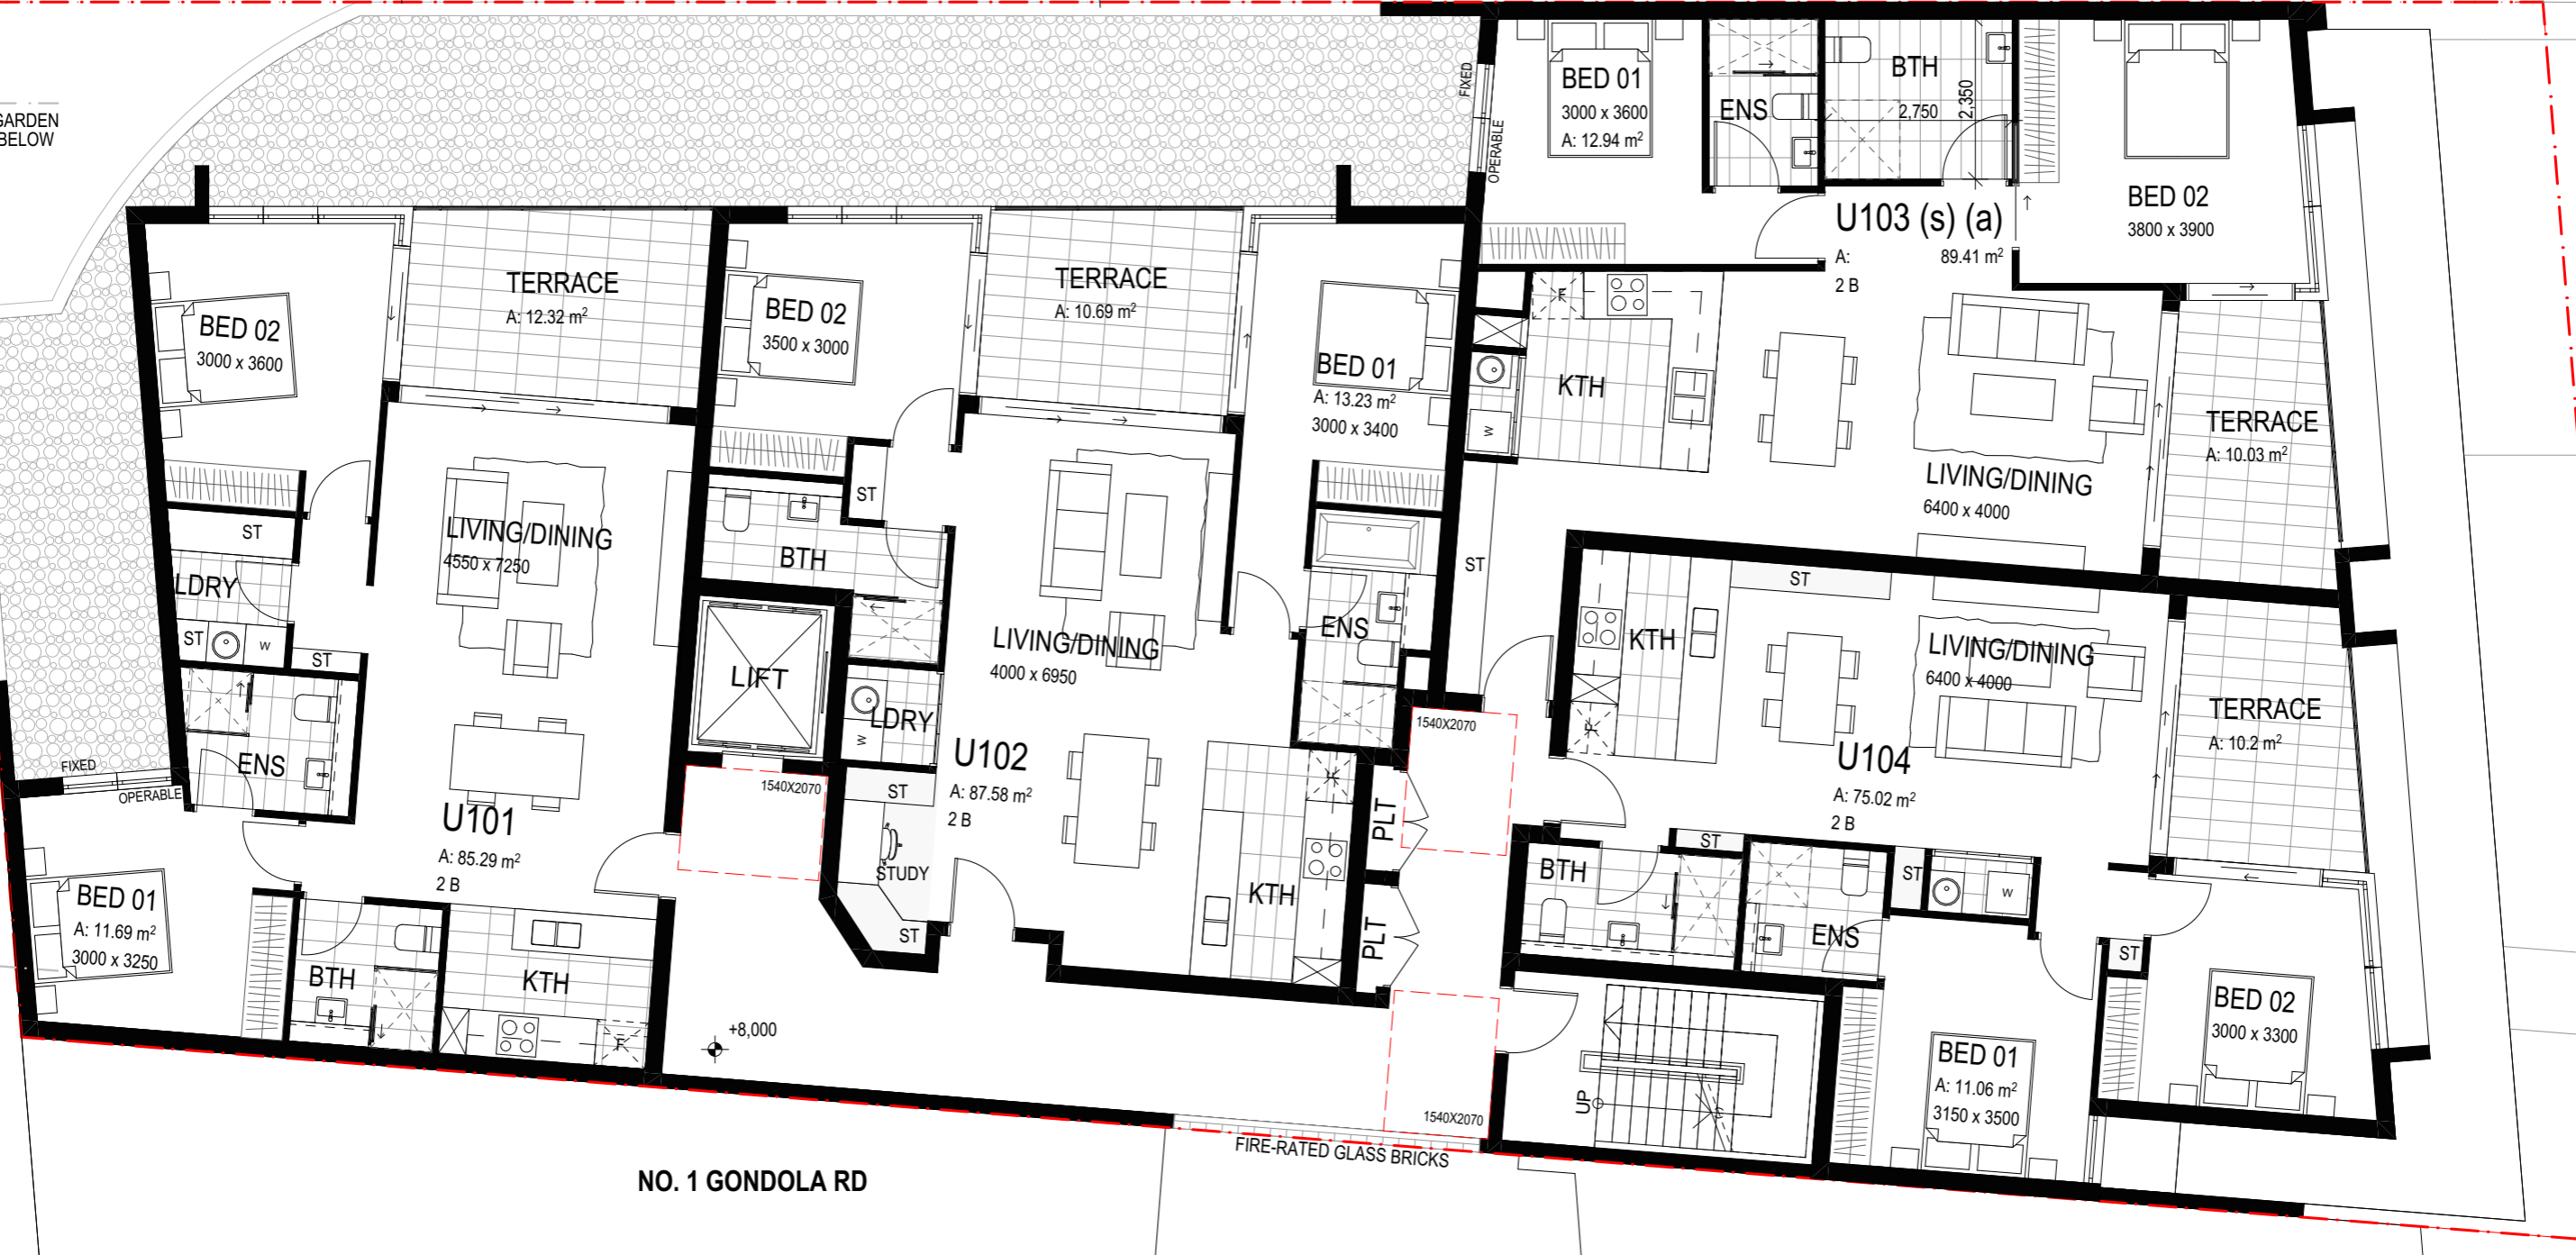 GARDEN
BELOW
BED 02
3000 x 3600
TERRACE
A: 12.32 m²
LIVING/DINING
4550 x 7250
ST
LDRY
ST
W
ST
ENS
FIXED
OPERABLE
U101
A: 85.29 m²
2 B
BED 01
A: 11.69 m²
3000 x 3250
BTH
KTH
F
BED 02
3500 x 3000
TERRACE
A: 10.69 m²
ST
BTH
LIFT
LDRY
W
1540X2070
ST
STUDY
ST
LIVING/DINING
4000 x 6950
U102
A: 87.58 m²
2 B
BED 01
A: 13.23 m²
3000 x 3400
ENS
KTH
F
PLT
PLT
+8,000
FIXED
OPERABLE
BED 01
3000 x 3600
A: 12.94 m²
ENS
BTH
2,750
2,350
U103 (s) (a)
A: 89.41 m²
2 B
BED 02
3800 x 3900
F
KTH
W
ST
LIVING/DINING
6400 x 4000
TERRACE
A: 10.03 m²
1540X2070
KTH
F
ST
LIVING/DINING
6400 x 4000
U104
A: 75.02 m²
2 B
TERRACE
A: 10.2 m²
BTH
ST
ENS
ST
W
ST
BED 01
A: 11.06 m²
3150 x 3500
BED 02
3000 x 3300
UP
1540X2070
FIRE-RATED GLASS BRICKS
NO. 1 GONDOLA RD